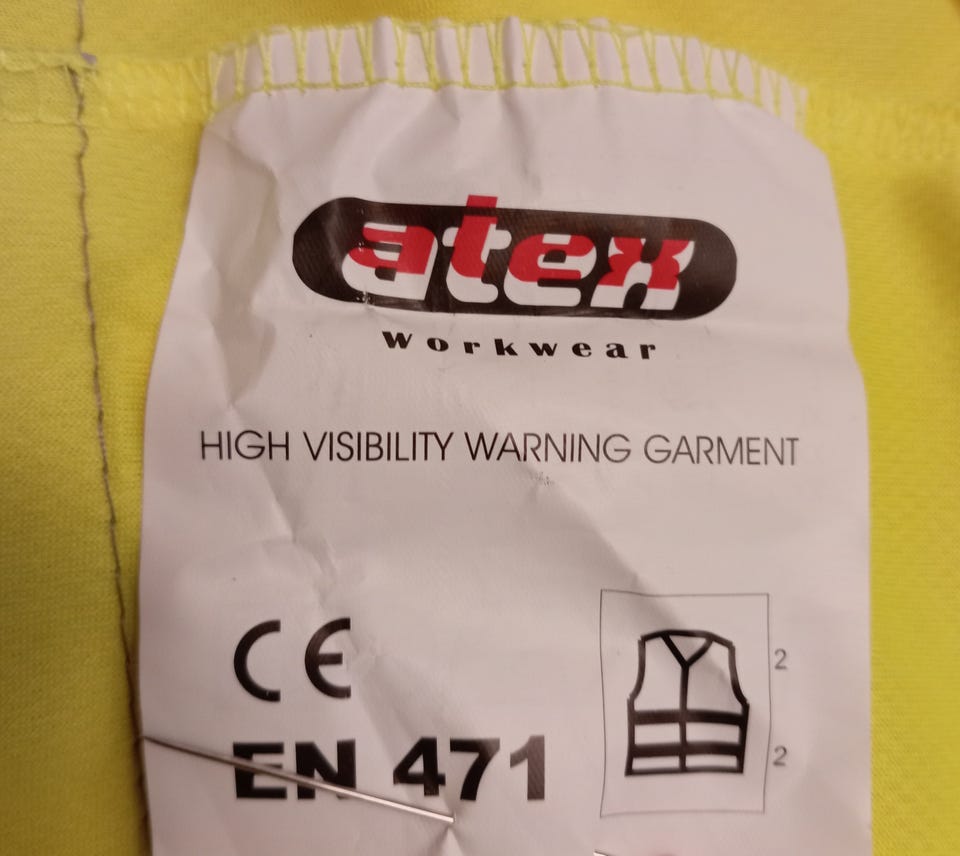 atex
Workwear
HIGH VISIBILITY WARNING GARMENT
CE
2
EN 471
2